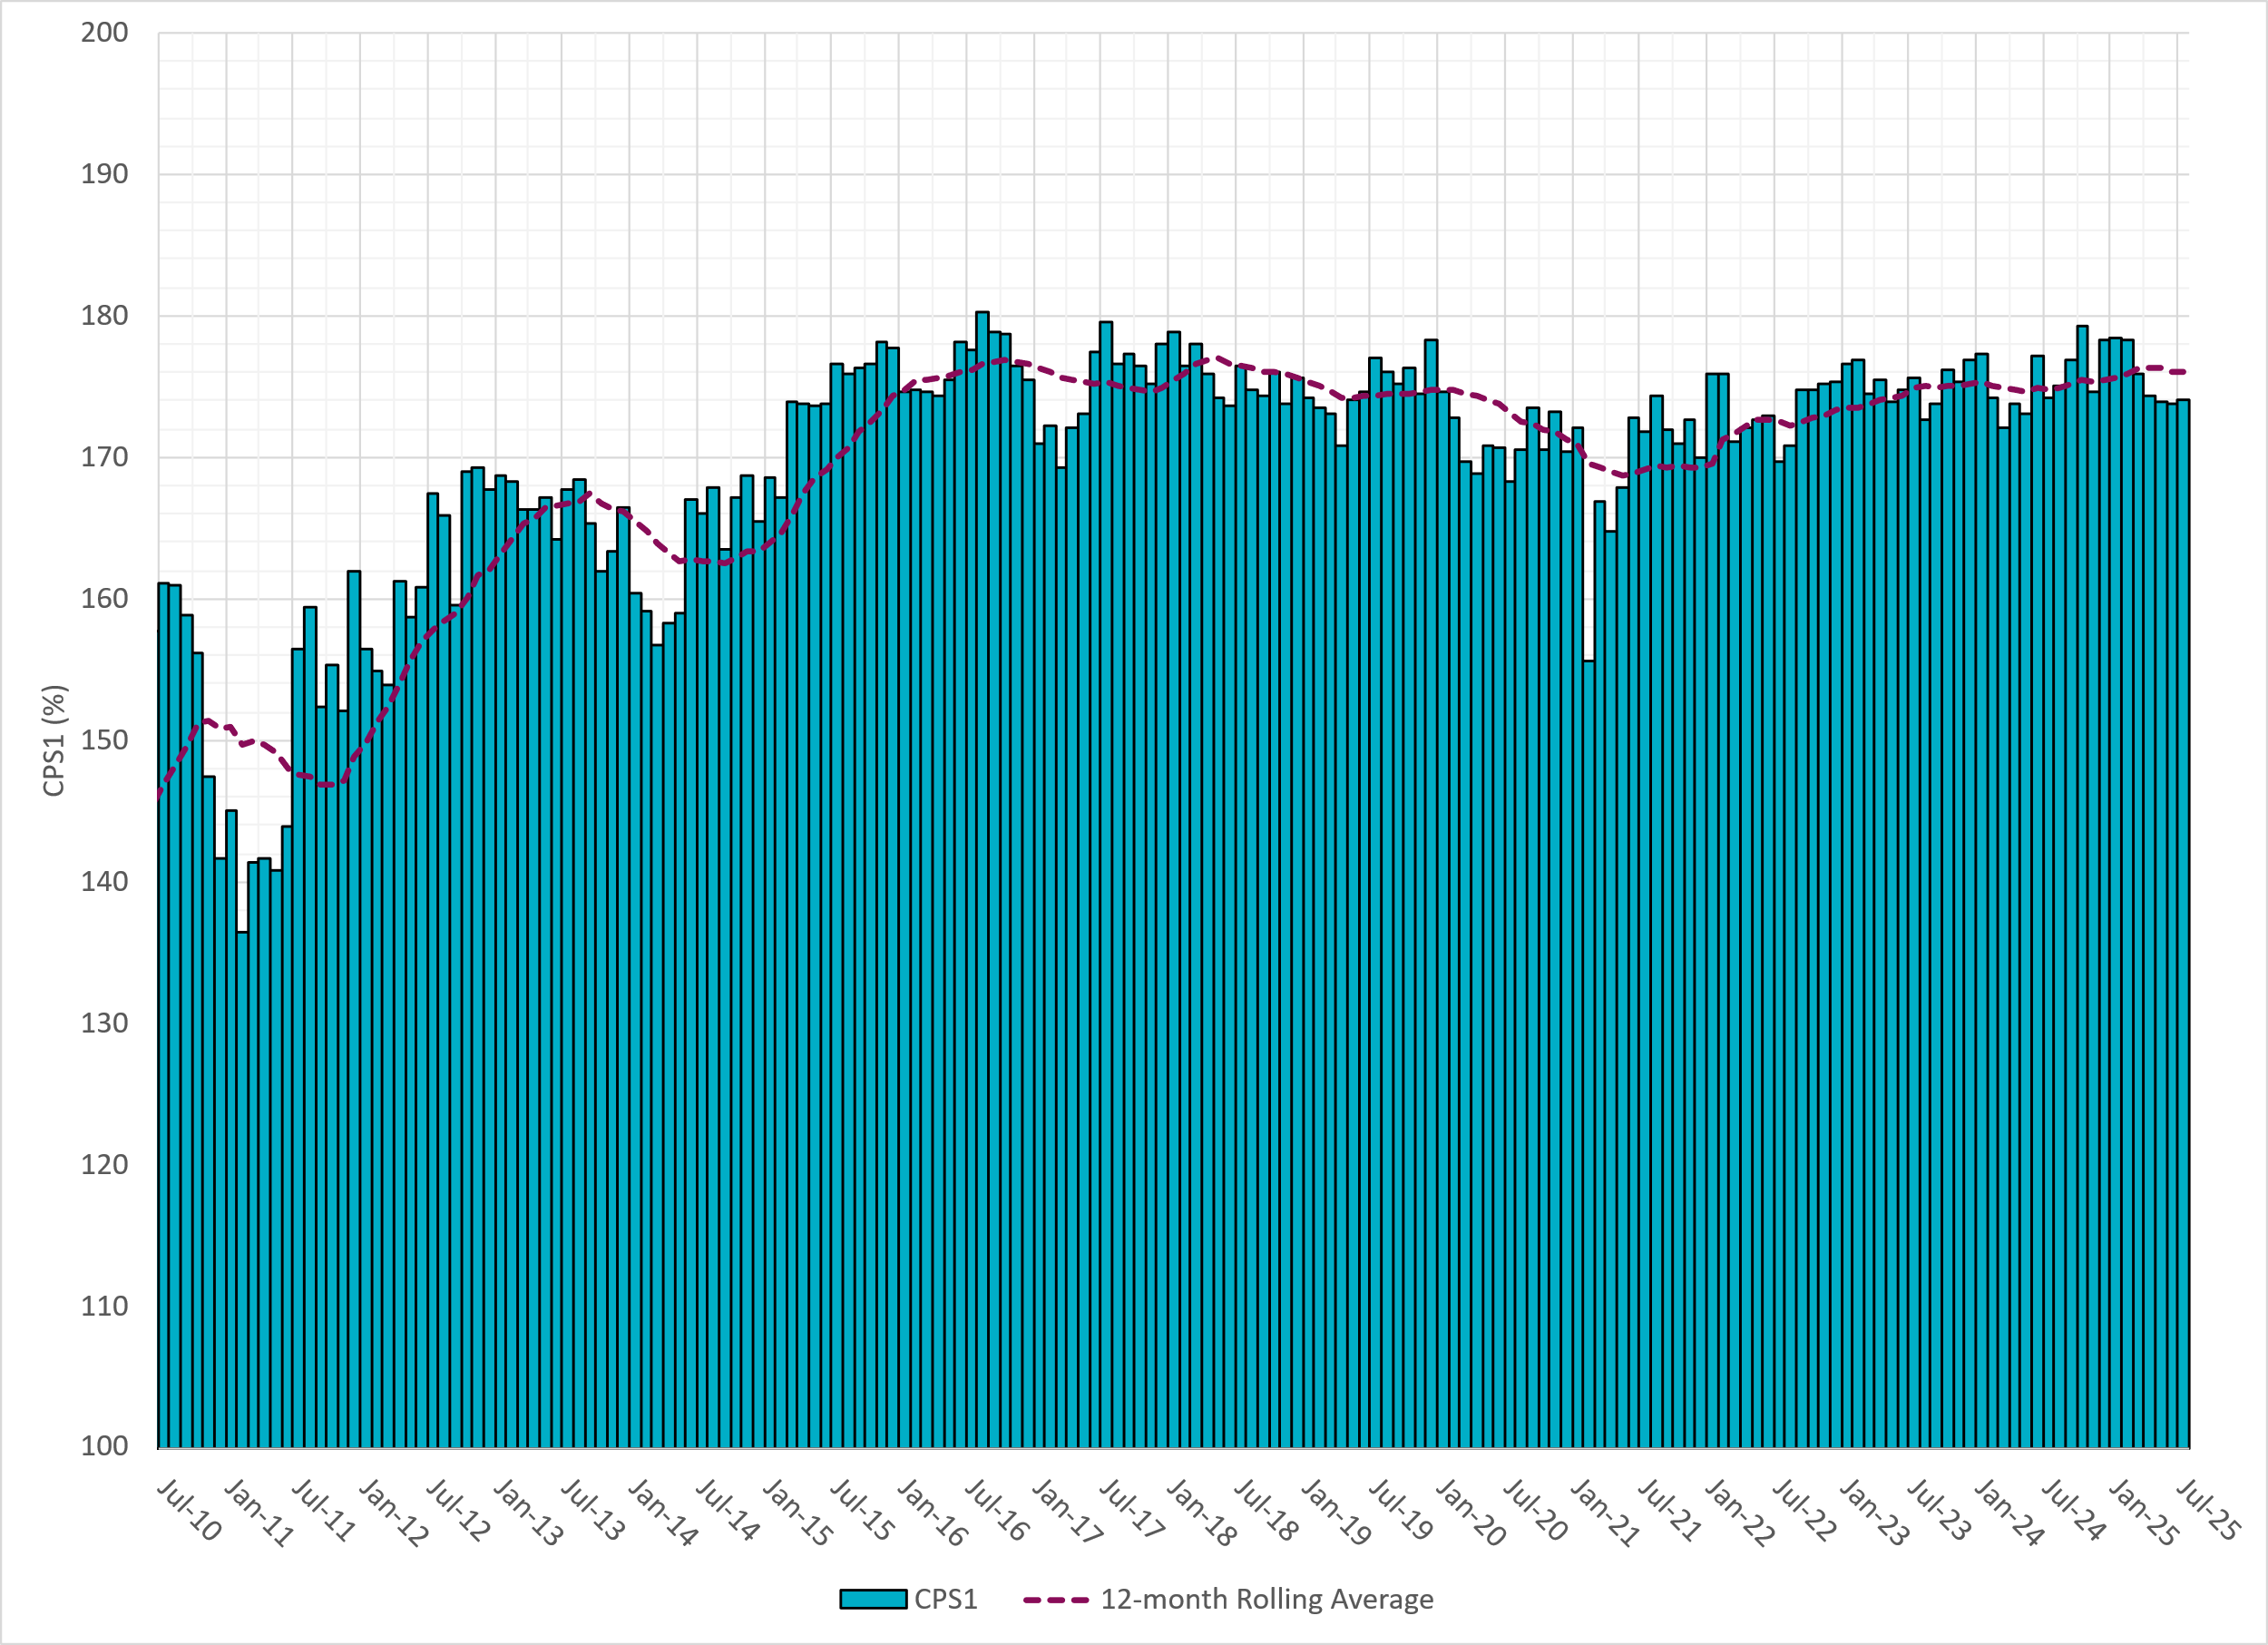 200
190
180
170
160
150
140
130
120
110
100
CPS1 (%)
Jul-10
Jan-11
Jul-11
Jan-12
Jul-12
Jan-13
Jul-13
Jan-14
Jul-14
Jan-15
Jul-15
Jan-16
Jul-16
Jan-17
Jul-17
Jan-18
Jul-18
Jan-19
Jul-19
Jan-20
Jul-20
Jan-21
Jul-21
Jan-22
Jul-22
Jan-23
Jul-23
Jan-24
Jul-24
Jan-25
Jul-25
CPS1
12-month Rolling Average